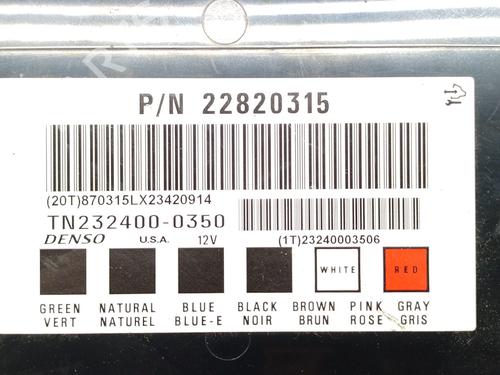 P/N 22820315
(20T)870315LX23420914
TN232400-0350
DENSO U.S.A. 12V
(1T)23240003506
WHITE RED
GREEN NATURAL BLUE BLACK BROWN PINK GRAY
VERT NATUREL BLUE-E NOIR BRUN ROSE GRIS